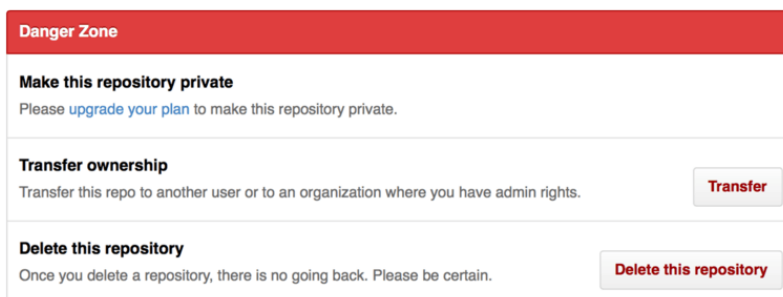 Danger Zone
Make this repository private
Please upgrade your plan to make this repository private.
Transfer ownership
Transfer this repo to another user or to an organization where you have admin rights.
Transfer
Delete this repository
Once you delete a repository, there is no going back. Please be certain.
Delete this repository